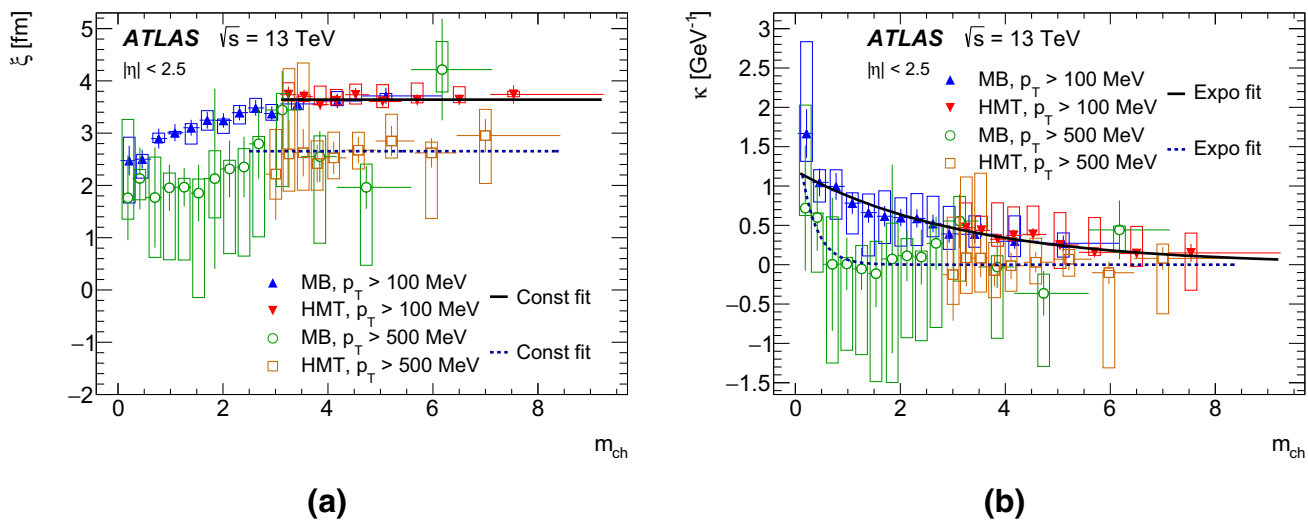 ξ [fm]
5
4
3
2
1
0
−1
−2
ATLAS √s = 13 TeV
|η| < 2.5
MB, p_T > 100 MeV
HMT, p_T > 100 MeV
Const fit
MB, p_T > 500 MeV
HMT, p_T > 500 MeV
Const fit
0 2 4 6 8
m_ch
(a)
κ [GeV⁻¹]
3
2.5
2
1.5
1
0.5
0
−0.5
−1
−1.5
ATLAS √s = 13 TeV
|η| < 2.5
MB, p_T > 100 MeV
HMT, p_T > 100 MeV
Expo fit
MB, p_T > 500 MeV
HMT, p_T > 500 MeV
Expo fit
0 2 4 6 8
m_ch
(b)